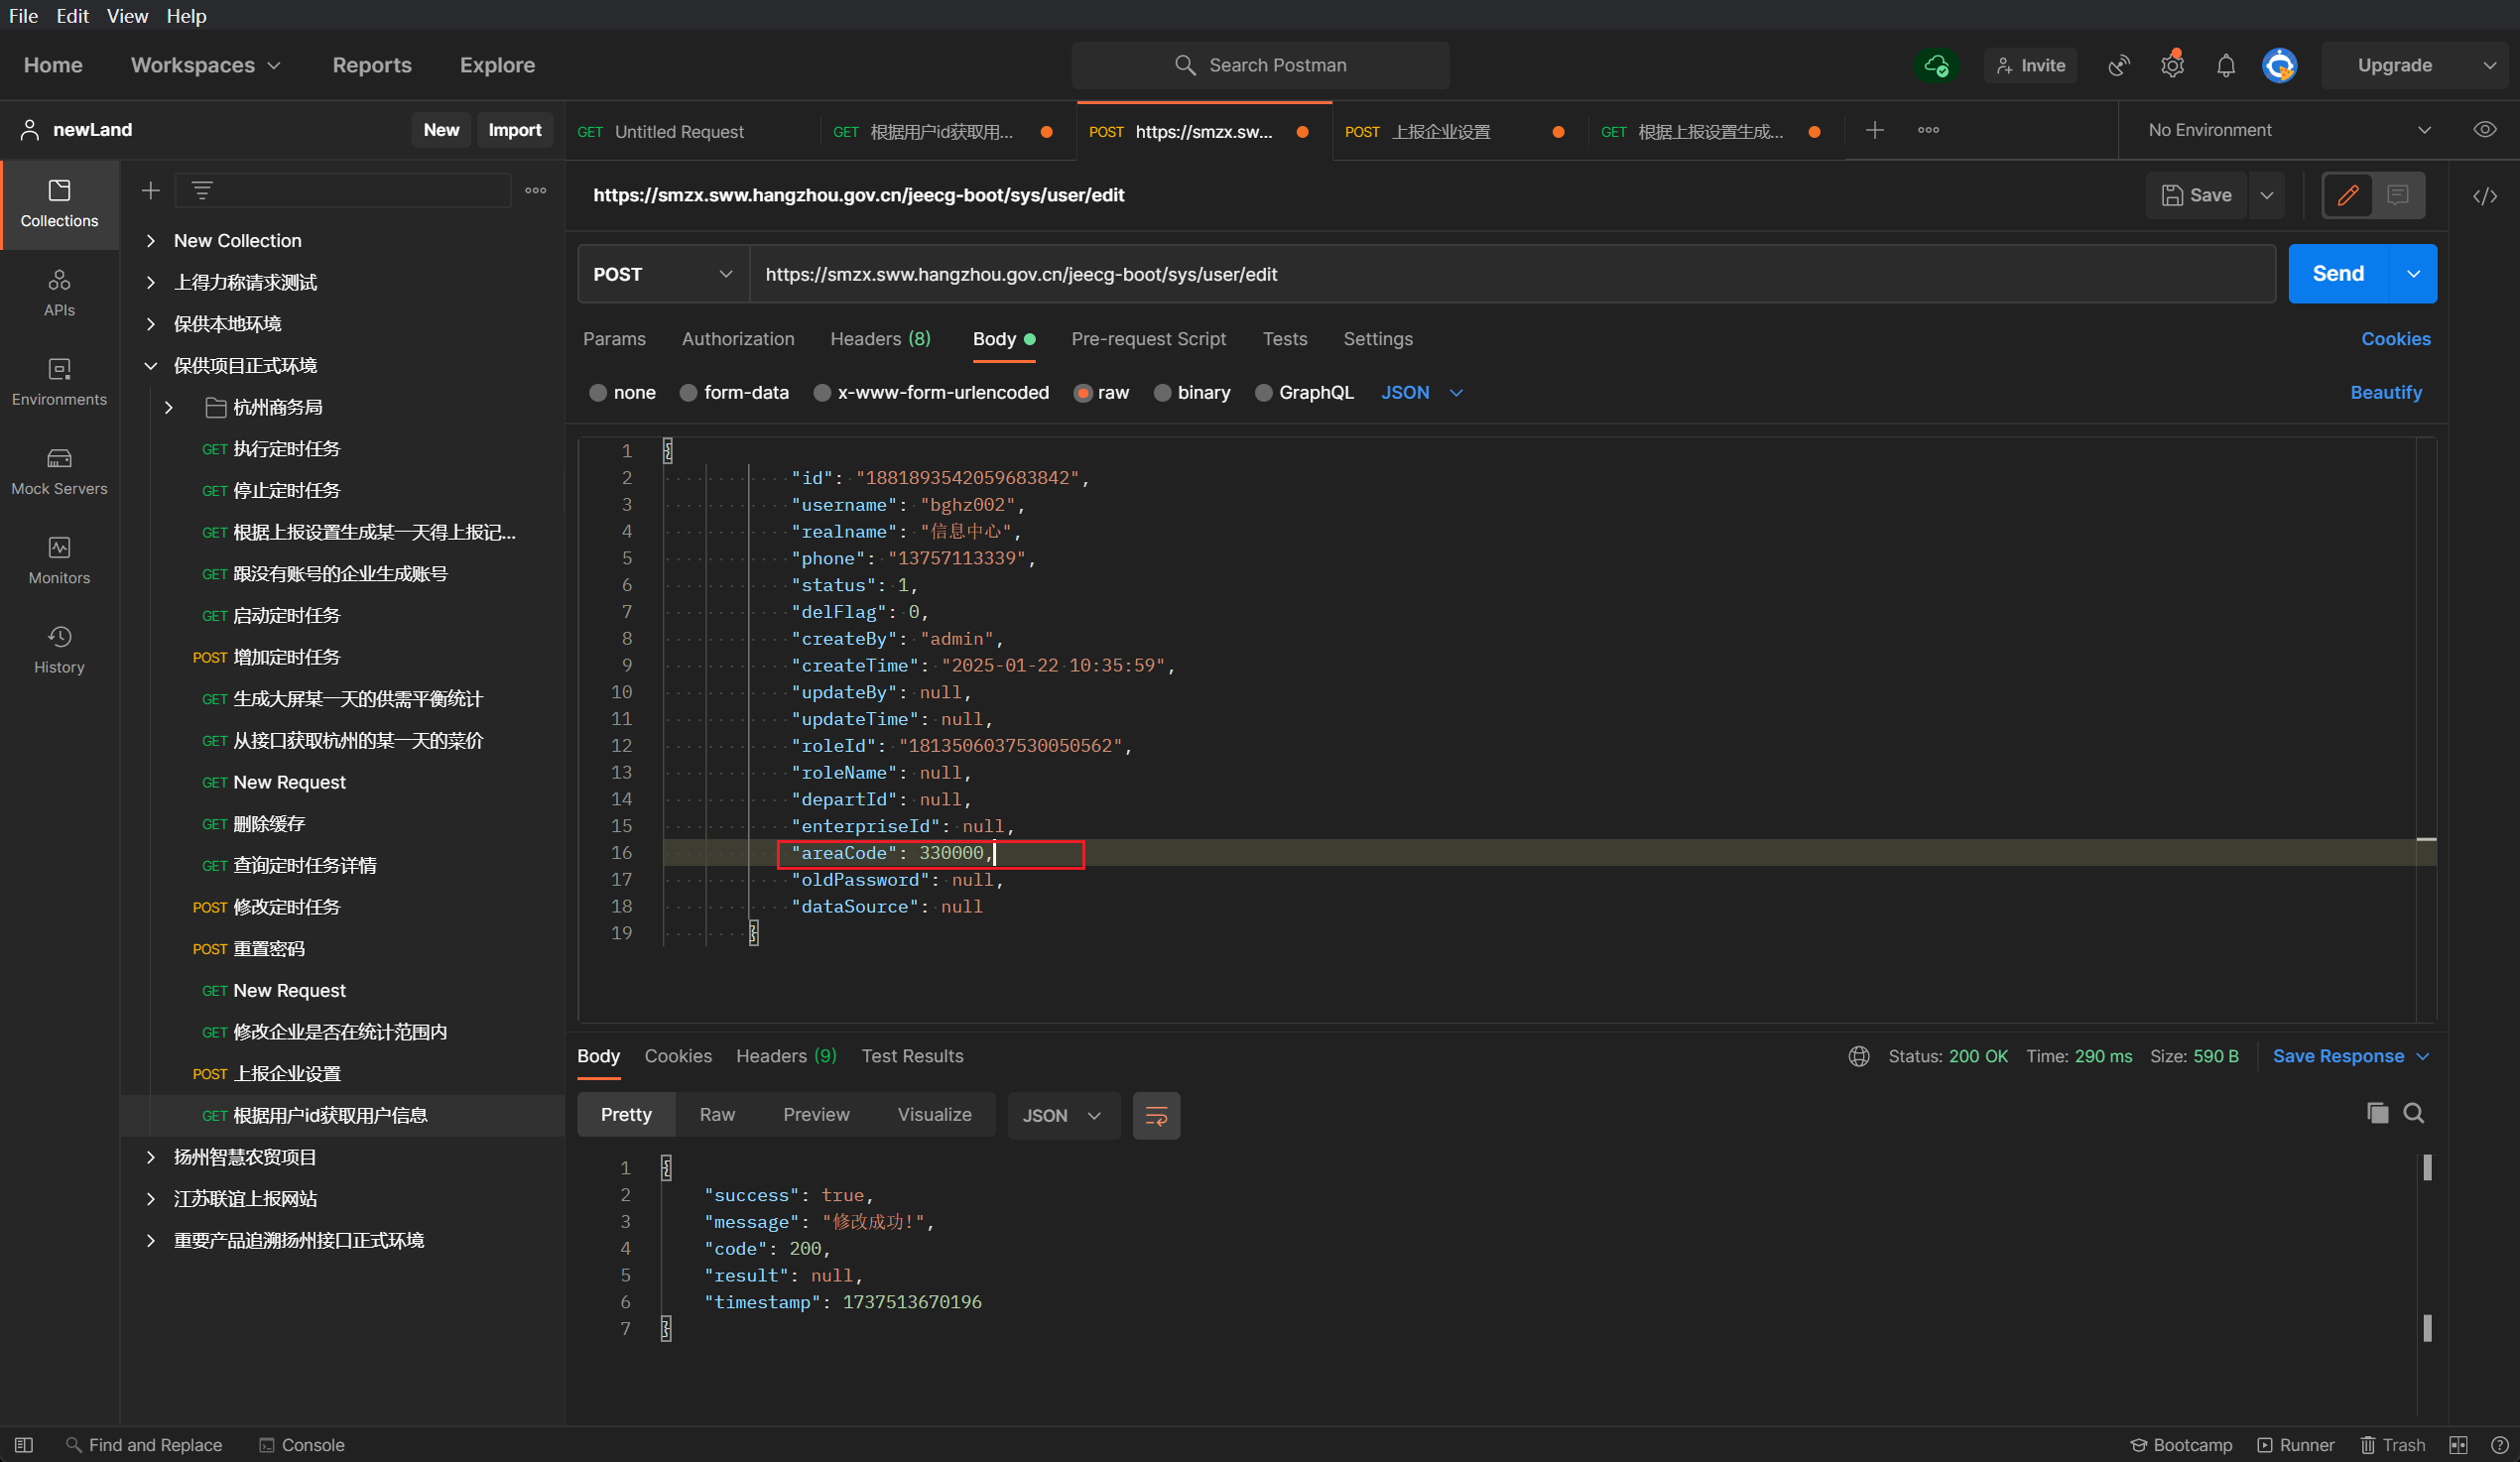 File Edit View Help
Home Workspaces Reports Explore Search Postman Invite Upgrade
newLand New Import
GET Untitled Request GET 根据用户id获取用... POST https://smzx.sw... POST 上报企业设置 GET 根据上报设置生成... No Environment
Collections
APIs
Environments
Mock Servers
Monitors
History
New Collection
上得力称请求测试
保供本地环境
保供项目正式环境
杭州商务局
GET 执行定时任务
GET 停止定时任务
GET 根据上报设置生成某一天得上报记...
GET 跟没有账号的企业生成账号
GET 启动定时任务
POST 增加定时任务
GET 生成大屏某一天的供需平衡统计
GET 从接口获取杭州的某一天的菜价
GET New Request
GET 删除缓存
GET 查询定时任务详情
POST 修改定时任务
POST 重置密码
GET New Request
GET 修改企业是否在统计范围内
POST 上报企业设置
GET 根据用户id获取用户信息
扬州智慧农贸项目
江苏联谊上报网站
重要产品追溯扬州接口正式环境
https://smzx.sww.hangzhou.gov.cn/jeecg-boot/sys/user/edit Save
POST https://smzx.sww.hangzhou.gov.cn/jeecg-boot/sys/user/edit Send
Params Authorization Headers (8) Body Pre-request Script Tests Settings Cookies
none form-data x-www-form-urlencoded raw binary GraphQL JSON Beautify
1 {
2 "id": "1881893542059683842",
3 "username": "bghz002",
4 "realname": "信息中心",
5 "phone": "13757113339",
6 "status": 1,
7 "delFlag": 0,
8 "createBy": "admin",
9 "createTime": "2025-01-22 10:35:59",
10 "updateBy": null,
11 "updateTime": null,
12 "roleId": "1813506037530050562",
13 "roleName": null,
14 "departId": null,
15 "enterpriseId": null,
16 "areaCode": 330000,
17 "oldPassword": null,
18 "dataSource": null
19 }
Body Cookies Headers (9) Test Results Status: 200 OK Time: 290 ms Size: 590 B Save Response
Pretty Raw Preview Visualize JSON
1 {
2 "success": true,
3 "message": "修改成功!",
4 "code": 200,
5 "result": null,
6 "timestamp": 1737513670196
7 }
Find and Replace Console Bootcamp Runner Trash